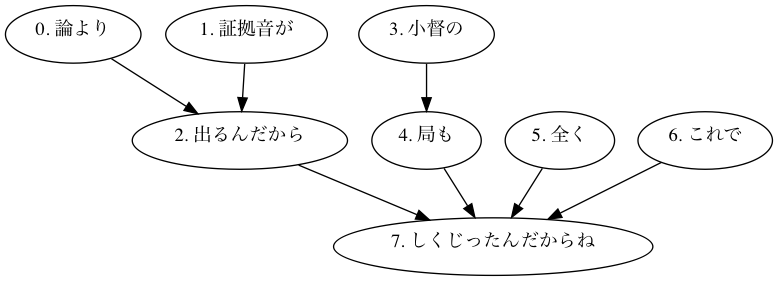 0. 論より
1. 証拠音が
3. 小督の
2. 出るんだから
4. 局も
5. 全く
6. これで
7. しくじったんだからね